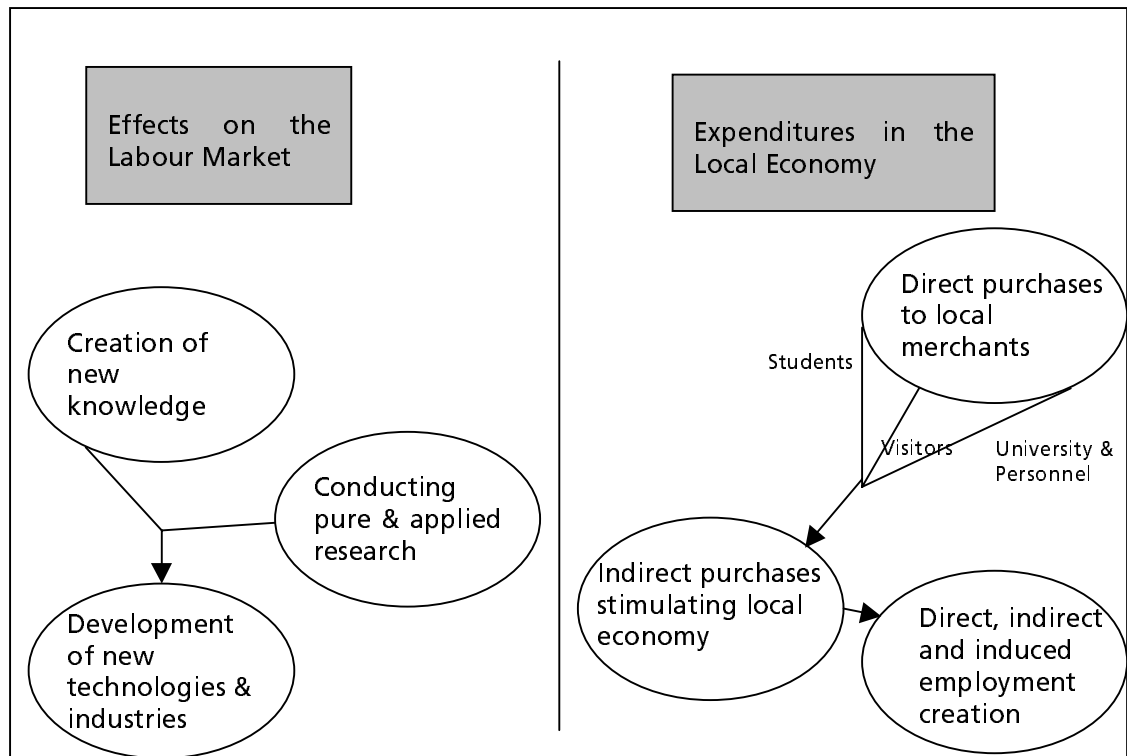 Effects on the
Labour Market
Creation of
new
knowledge
Conducting
pure & applied
research
Development
of new
technologies &
industries
Expenditures in the
Local Economy
Direct purchases
to local
merchants
Students
Visitors
University &
Personnel
Indirect purchases
stimulating local
economy
Direct, indirect
and induced
employment
creation